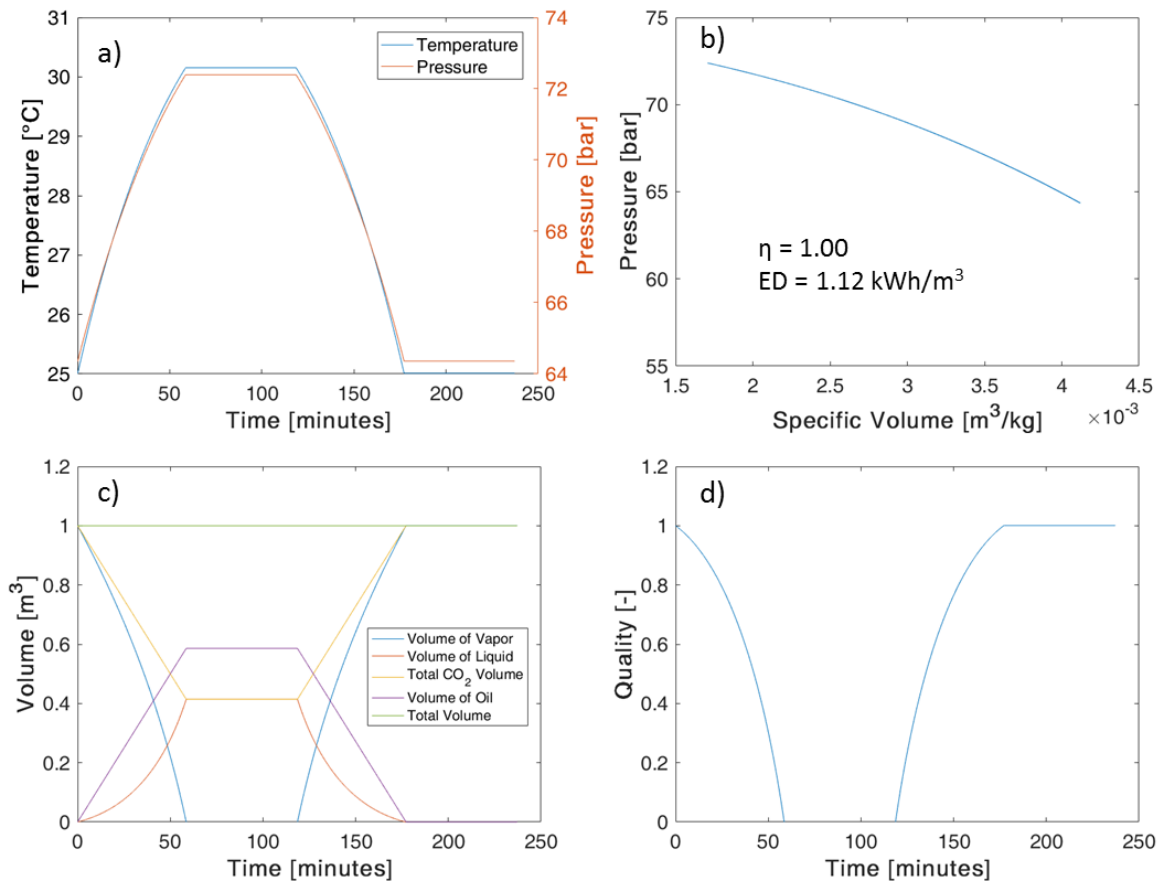 a)
Temperature [°C]
31
30
29
28
27
26
25
Temperature
Pressure
74
72
70
68
66
64
Pressure [bar]
0 50 100 150 200 250
Time [minutes]
b)
Pressure [bar]
75
70
65
60
55
η = 1.00
ED = 1.12 kWh/m³
1.5 2 2.5 3 3.5 4 4.5
×10⁻³
Specific Volume [m³/kg]
c)
Volume [m³]
1.2
1
0.8
0.6
0.4
0.2
0
Volume of Vapor
Volume of Liquid
Total CO₂ Volume
Volume of Oil
Total Volume
0 50 100 150 200 250
Time [minutes]
d)
Quality [-]
1.2
1
0.8
0.6
0.4
0.2
0
0 50 100 150 200 250
Time [minutes]